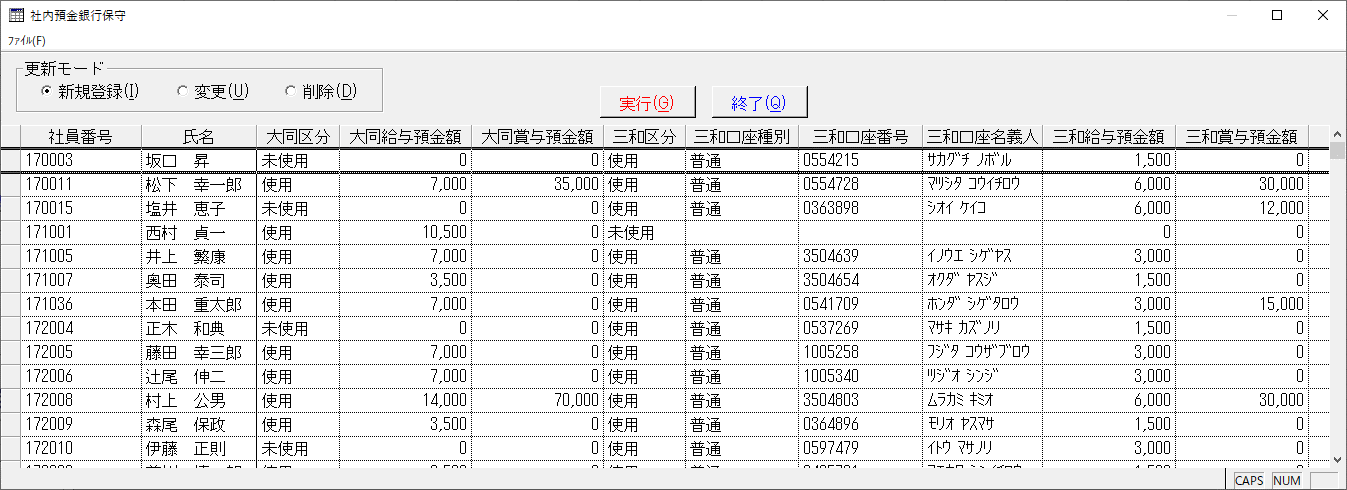 社内預金銀行保守
ﾌｧｲﾙ(F)
更新モード
新規登録(I) 変更(U) 削除(D)
実行(G) 終了(Q)
社員番号 氏名 大同区分 大同給与預金額 大同賞与預金額 三和区分 三和口座種別 三和口座番号 三和口座名義人 三和給与預金額 三和賞与預金額
170003 坂口　昇 未使用 0 0 使用 普通 0554215 ｻｶｸﾞﾁ ﾉﾎﾞﾙ 1,500 0
170011 松下　幸一郎 使用 7,000 35,000 使用 普通 0554728 ﾏﾂｼﾀ ｺｳｲﾁﾛｳ 6,000 30,000
170015 塩井　恵子 未使用 0 0 使用 普通 0363898 ｼｵｲ ｹｲｺ 6,000 12,000
171001 西村　貞一 使用 10,500 0 未使用 0 0
171005 井上　繁康 使用 7,000 0 使用 普通 3504639 ｲﾉｳｴ ｼｹﾞﾔｽ 3,000 0
171007 奥田　泰司 使用 3,500 0 使用 普通 3504654 ｵｸﾀﾞ ﾔｽｼﾞ 1,500 0
171036 本田　重太郎 使用 7,000 0 使用 普通 0541709 ﾎﾝﾀﾞ ｼｹﾞﾀﾛｳ 3,000 15,000
172004 正木　和典 未使用 0 0 使用 普通 0537269 ﾏｻｷ ｶｽﾞﾉﾘ 1,500 0
172005 藤田　幸三郎 使用 7,000 0 使用 普通 1005258 ﾌｼﾞﾀ ｺｳｻﾞﾌﾞﾛｳ 3,000 0
172006 辻尾　伸二 使用 7,000 0 使用 普通 1005340 ﾂｼﾞｵ ｼﾝｼﾞ 3,000 0
172008 村上　公男 使用 14,000 70,000 使用 普通 3504803 ﾑﾗｶﾐ ｷﾐｵ 6,000 30,000
172009 森尾　保政 使用 3,500 0 使用 普通 0364896 ﾓﾘｵ ﾔｽﾏｻ 1,500 0
172010 伊藤　正則 未使用 0 0 使用 普通 0597479 ｲﾄｳ ﾏｻﾉﾘ 3,000 0
CAPS NUM